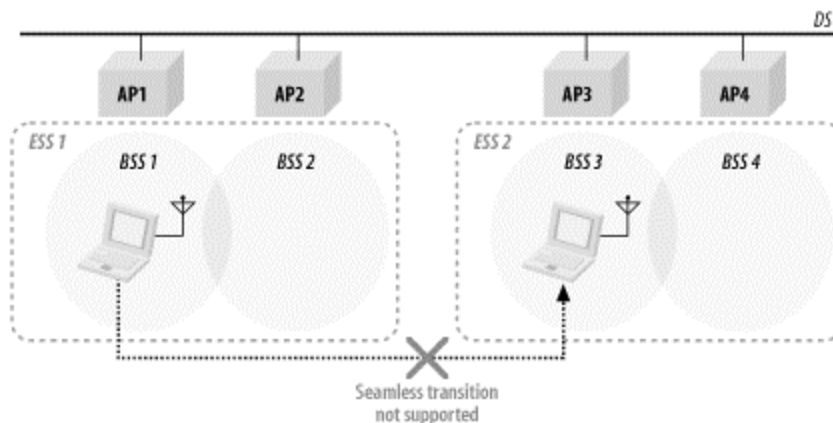 DS
AP1
AP2
AP3
AP4
ESS 1
BSS 1
BSS 2
ESS 2
BSS 3
BSS 4
Seamless transition
not supported